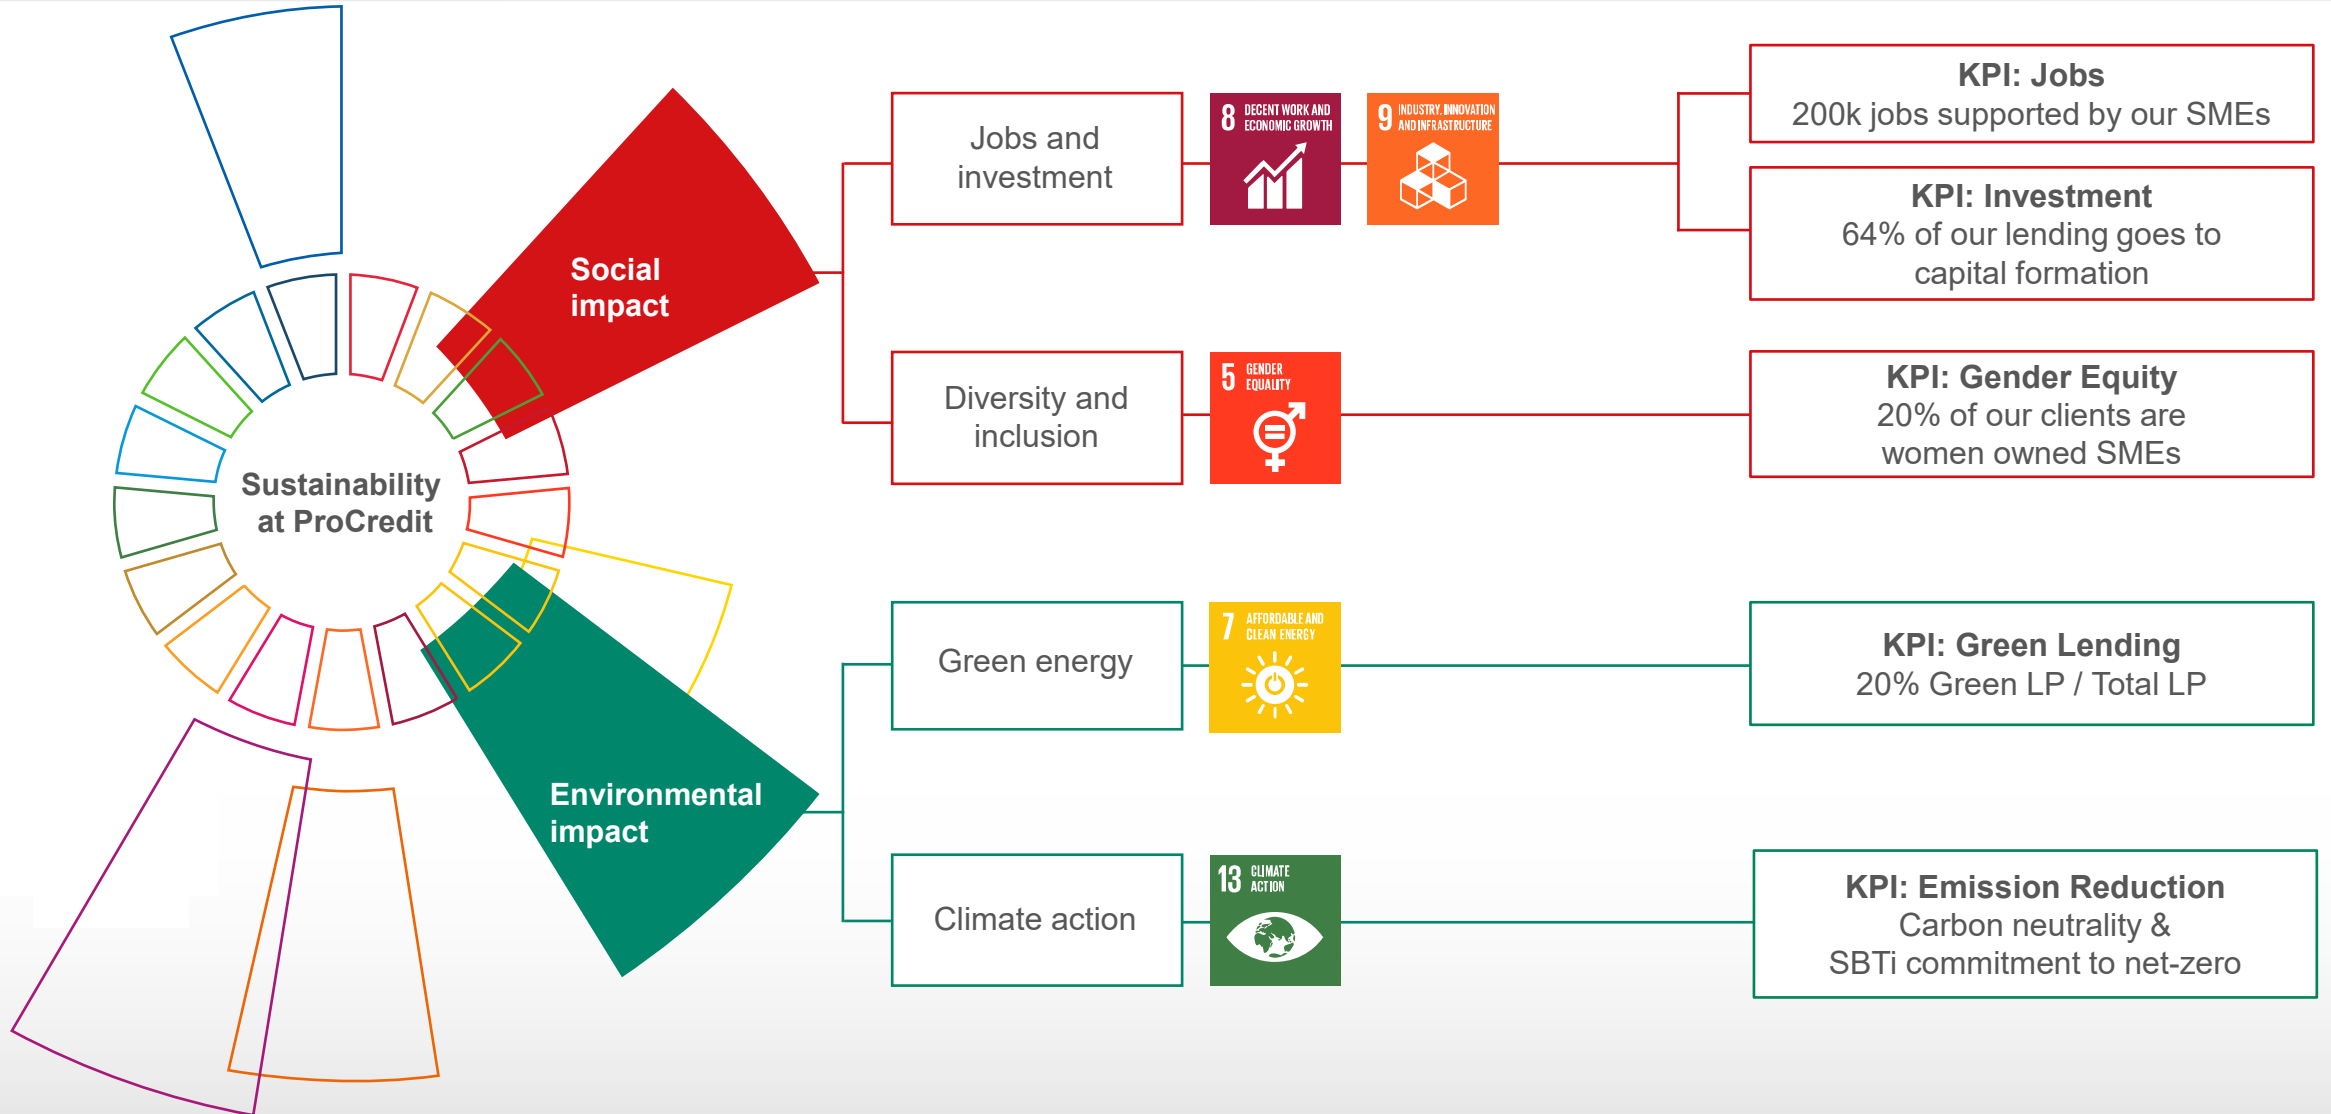 Sustainability
at ProCredit
Social
impact
Jobs and
investment
8 DECENT WORK AND
ECONOMIC GROWTH
9 INDUSTRY, INNOVATION
AND INFRASTRUCTURE
KPI: Jobs
200k jobs supported by our SMEs
KPI: Investment
64% of our lending goes to
capital formation
Diversity and
inclusion
5 GENDER
EQUALITY
KPI: Gender Equity
20% of our clients are
women owned SMEs
Environmental
impact
Green energy
7 AFFORDABLE AND
CLEAN ENERGY
KPI: Green Lending
20% Green LP / Total LP
Climate action
13 CLIMATE
ACTION
KPI: Emission Reduction
Carbon neutrality &
SBTi commitment to net-zero